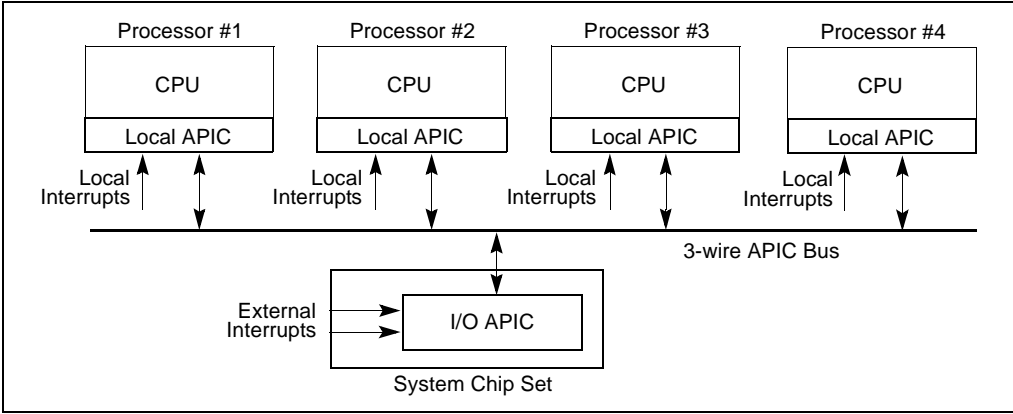 Processor #1
Processor #2
Processor #3
Processor #4
CPU
CPU
CPU
CPU
Local APIC
Local APIC
Local APIC
Local APIC
Local
Interrupts
Local
Interrupts
Local
Interrupts
Local
Interrupts
3-wire APIC Bus
External
Interrupts
I/O APIC
System Chip Set